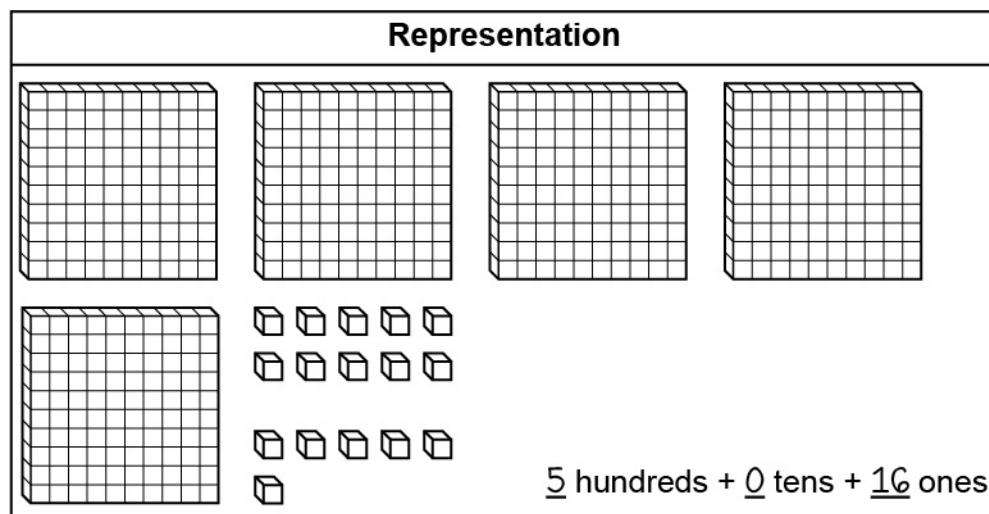 Representation
5 hundreds + 0 tens + 16 ones